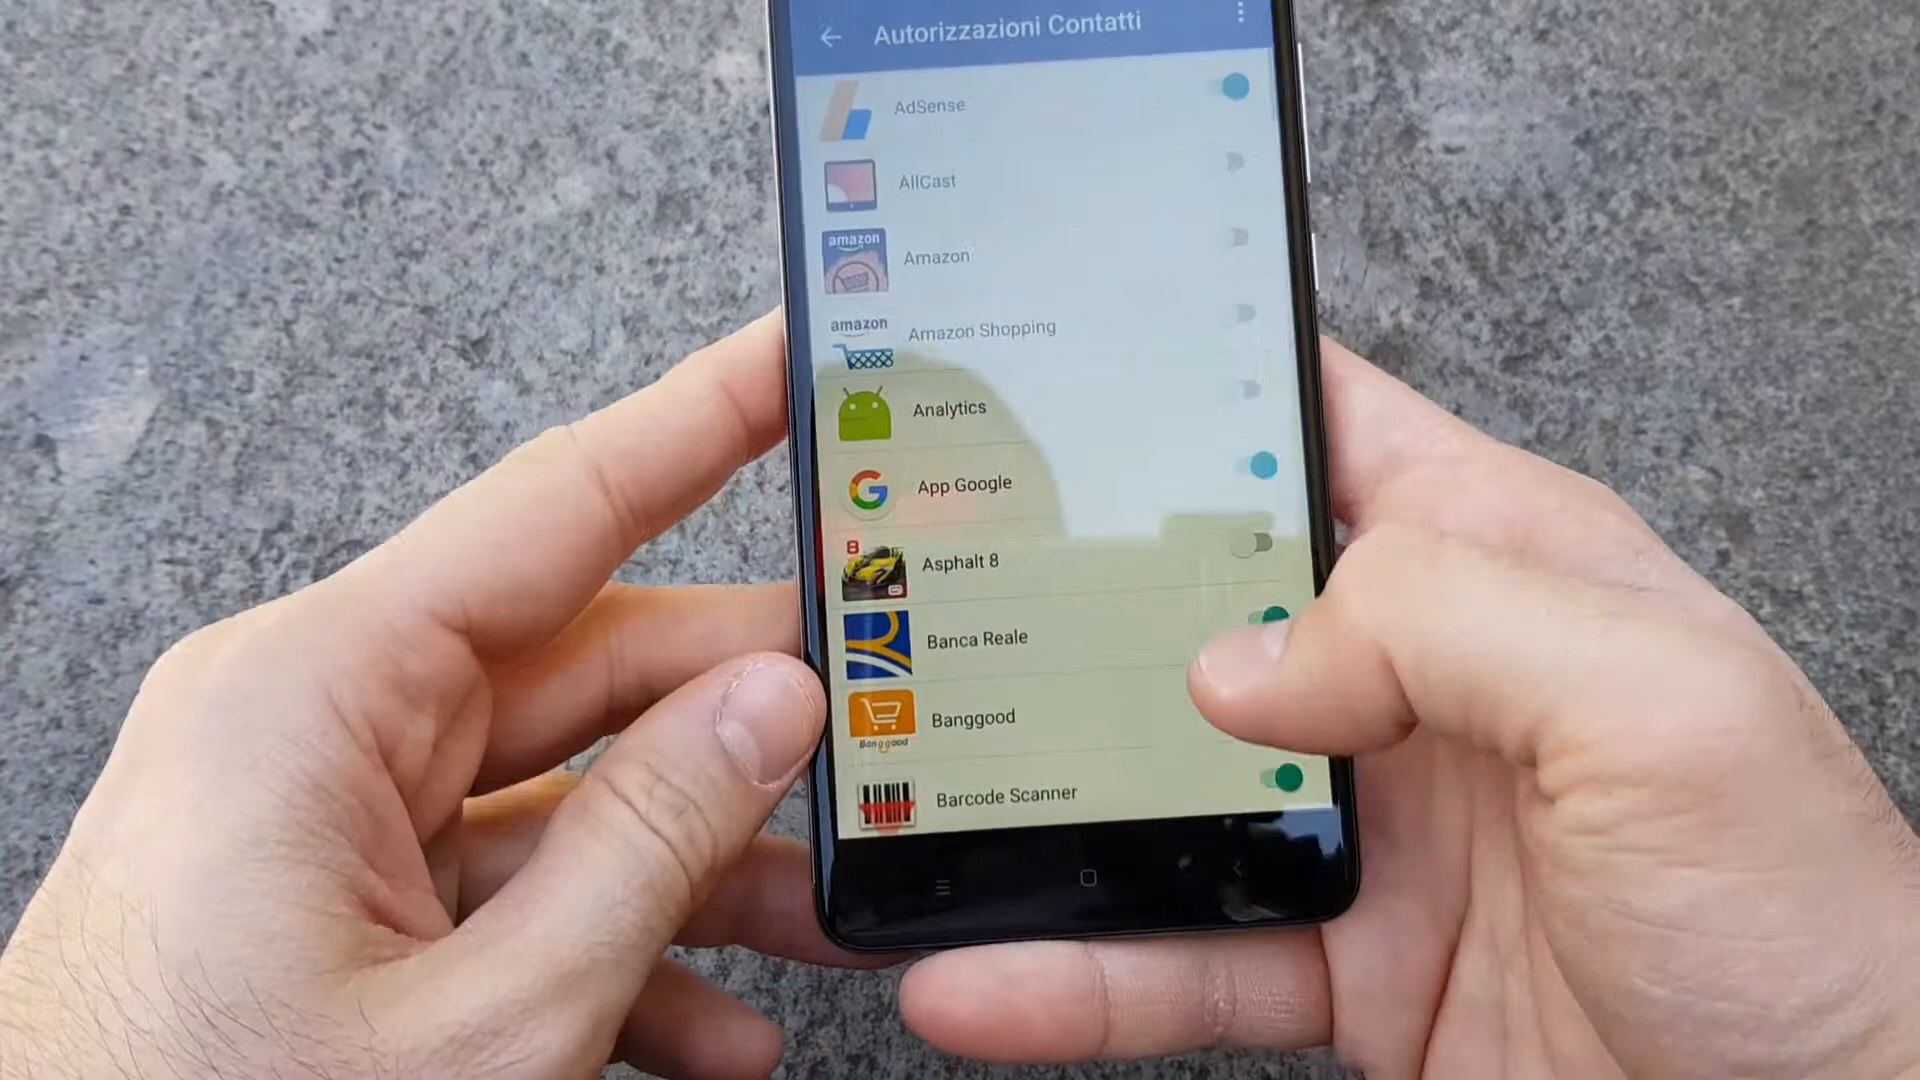 Autorizzazioni Contatti
AdSense
AllCast
amazon
Amazon
amazon
Amazon Shopping
Analytics
G
App Google
8
Asphalt 8
Banca Reale
Banggood
Banggood
Barcode Scanner